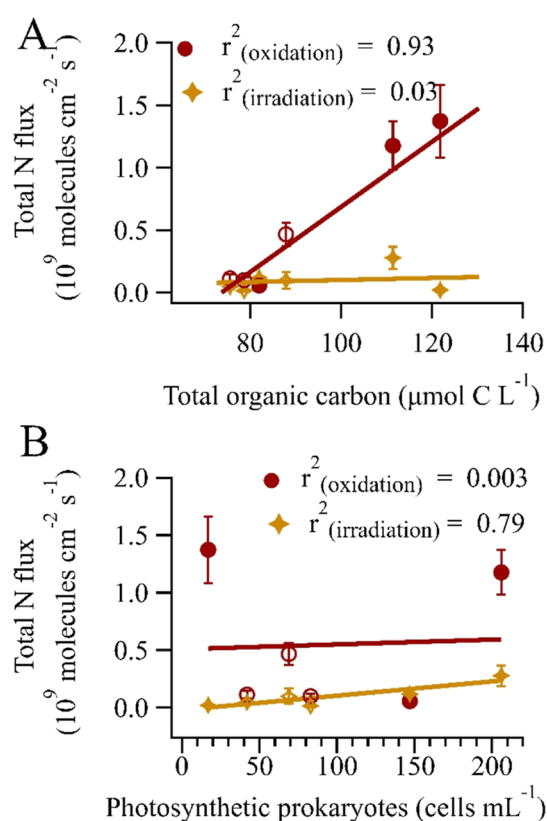 A
r²(oxidation) = 0.93
r²(irradiation) = 0.03
Total N flux
(10⁹ molecules cm⁻² s⁻¹)
2.0
1.5
1.0
0.5
0.0
80
100
120
140
Total organic carbon (μmol C L⁻¹)
B
r²(oxidation) = 0.003
r²(irradiation) = 0.79
Total N flux
(10⁹ molecules cm⁻² s⁻¹)
2.0
1.5
1.0
0.5
0.0
0
50
100
150
200
Photosynthetic prokaryotes (cells mL⁻¹)